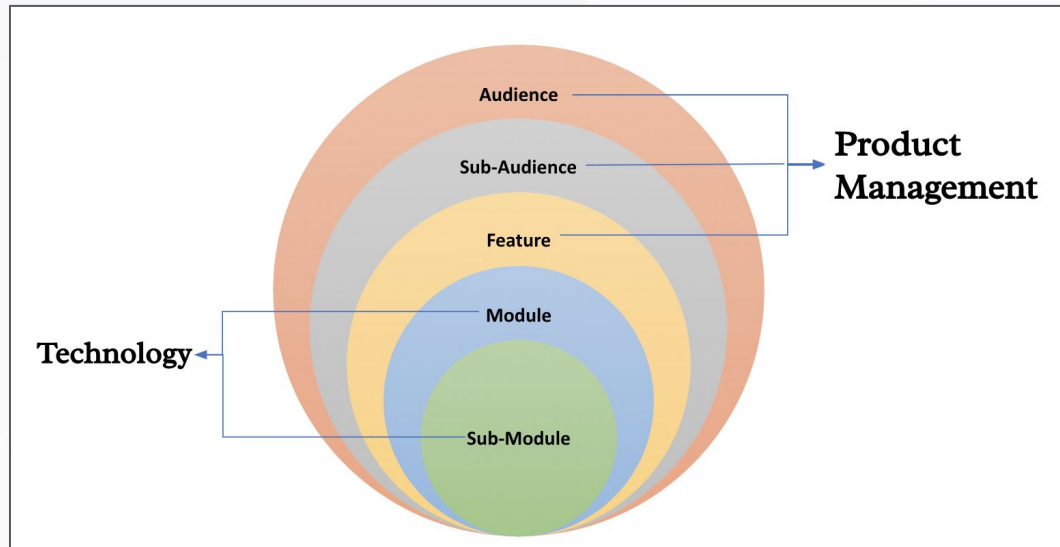 Audience
Sub-Audience
Feature
Module
Sub-Module
Product
Management
Technology